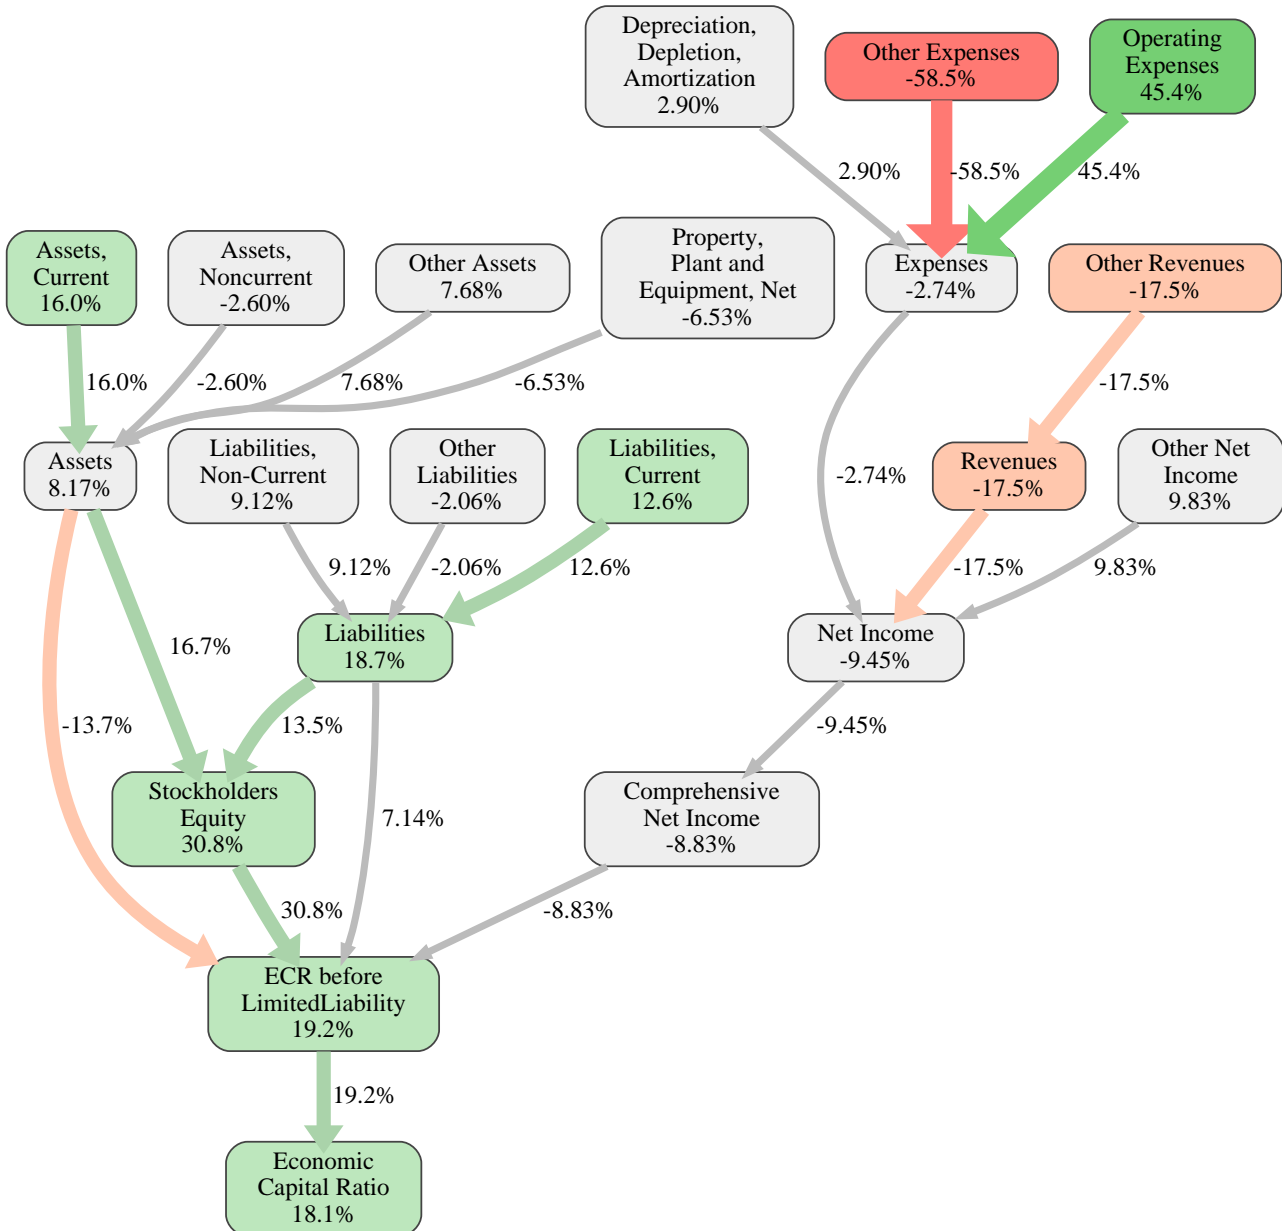 Depreciation,
Depletion,
Amortization
2.90%
Other Expenses
-58.5%
Operating
Expenses
45.4%
2.90%
-58.5%
45.4%
Assets,
Current
16.0%
Assets,
Noncurrent
-2.60%
Other Assets
7.68%
Property,
Plant and
Equipment, Net
-6.53%
Expenses
-2.74%
Other Revenues
-17.5%
16.0%
-2.60%
7.68%
-6.53%
-17.5%
Assets
8.17%
Liabilities,
Non-Current
9.12%
Other
Liabilities
-2.06%
Liabilities,
Current
12.6%
-2.74%
Revenues
-17.5%
Other Net
Income
9.83%
9.12%
-2.06%
12.6%
-17.5%
9.83%
16.7%
Liabilities
18.7%
Net Income
-9.45%
-13.7%
13.5%
-9.45%
Stockholders
Equity
30.8%
7.14%
Comprehensive
Net Income
-8.83%
30.8%
-8.83%
ECR before
LimitedLiability
19.2%
19.2%
Economic
Capital Ratio
18.1%